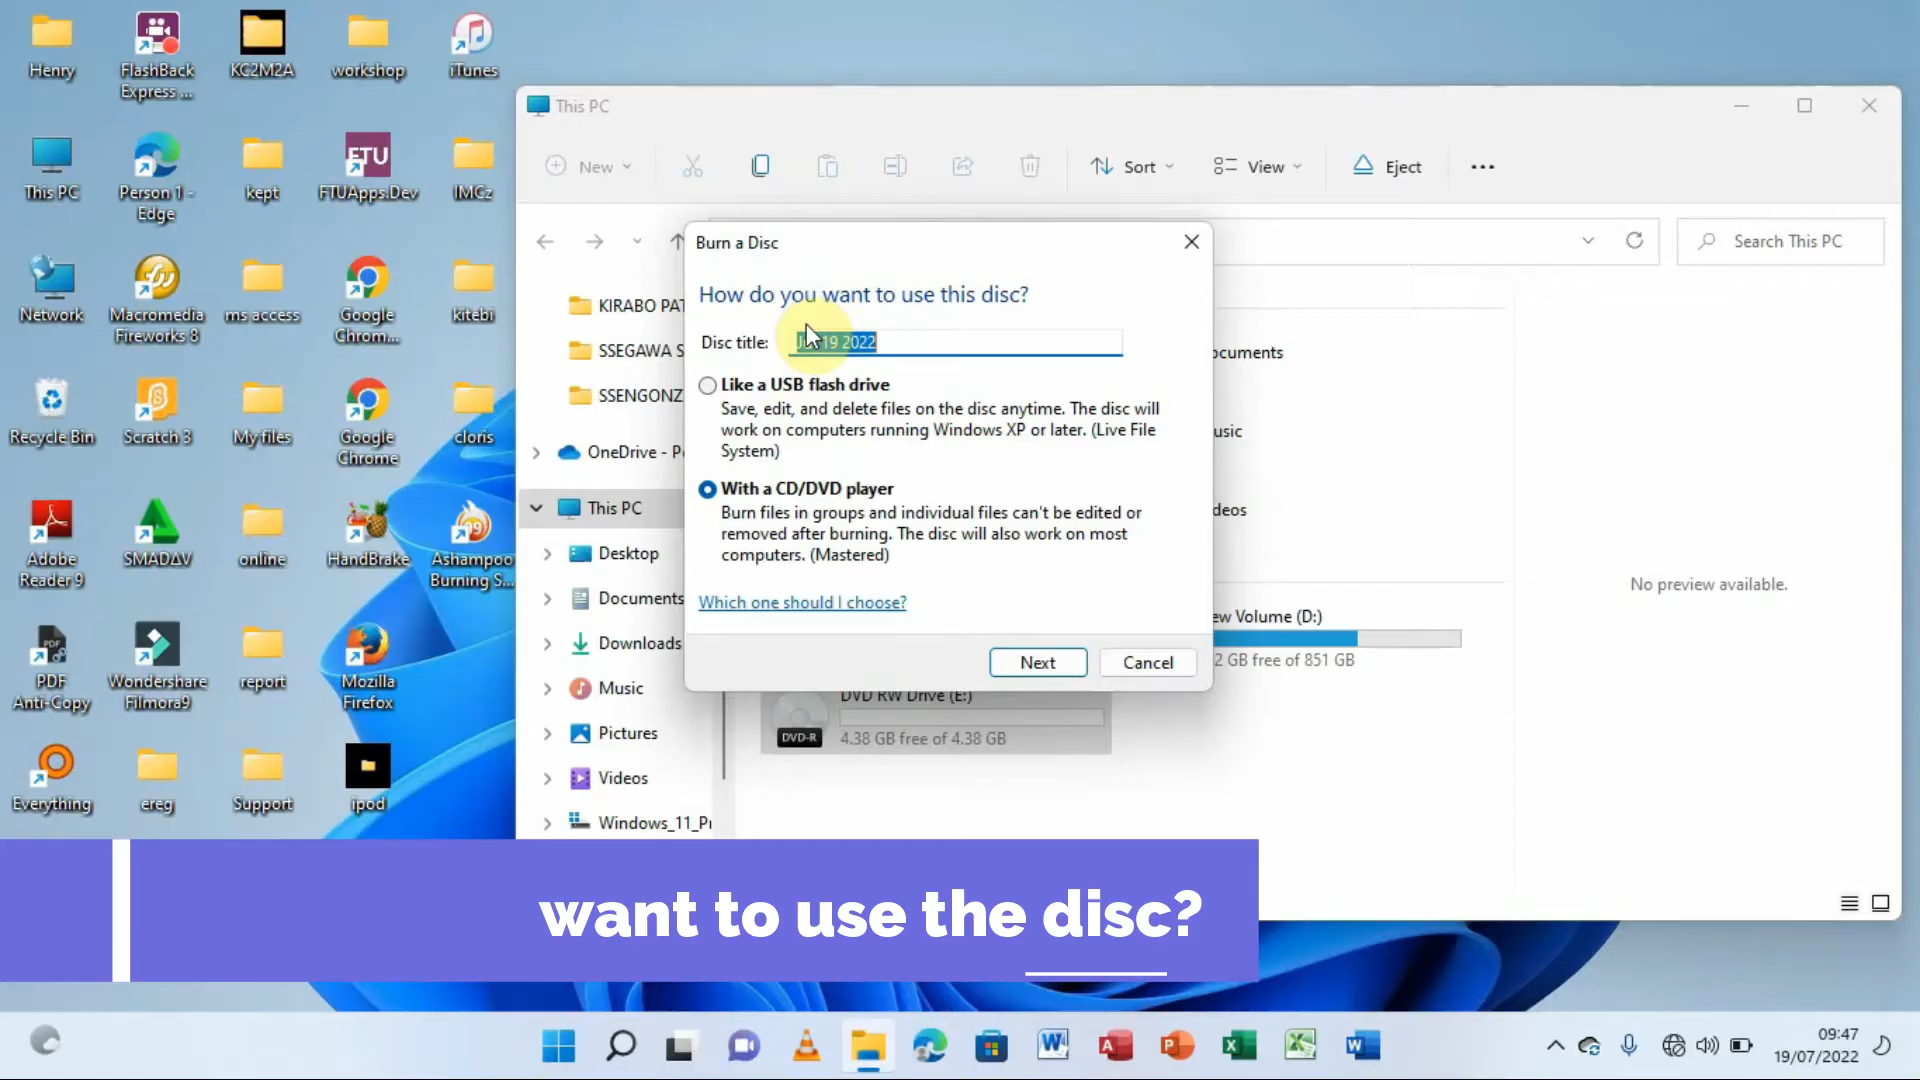 Henry
FlashBack
Express ...
KC2M2A
workshop
iTunes
This PC
Person 1 -
Edge
kept
FTU
FTUApps.Dev
IMCz
Network
Macromedia
Fireworks 8
ms access
Google
Chrom...
kitebi
Recycle Bin
Scratch 3
My files
Google
Chrome
cloris
Adobe
Reader 9
SMADΔV
online
HandBrake
Ashampoo
Burning S...
PDF
PDF
Anti-Copy
Wondershare
Filmora9
report
Mozilla
Firefox
Everything
ereg
Support
ipod
This PC
New
Sort
View
Eject
Search This PC
KIRABO PAT
SSEGAWA S
SSENGONZ
OneDrive - Pe
This PC
Desktop
Documents
Downloads
Music
Pictures
Videos
Windows_11_Pr
Burn a Disc
How do you want to use this disc?
Disc title:
19 2022
Like a USB flash drive
Save, edit, and delete files on the disc anytime. The disc will
work on computers running Windows XP or later. (Live File
System)
With a CD/DVD player
Burn files in groups and individual files can't be edited or
removed after burning. The disc will also work on most
computers. (Mastered)
Which one should I choose?
Next
Cancel
ocuments
usic
deos
ew Volume (D:)
2 GB free of 851 GB
DVD RW Drive (E:)
DVD-R
4.38 GB free of 4.38 GB
No preview available.
want to use the disc?
09:47
19/07/2022